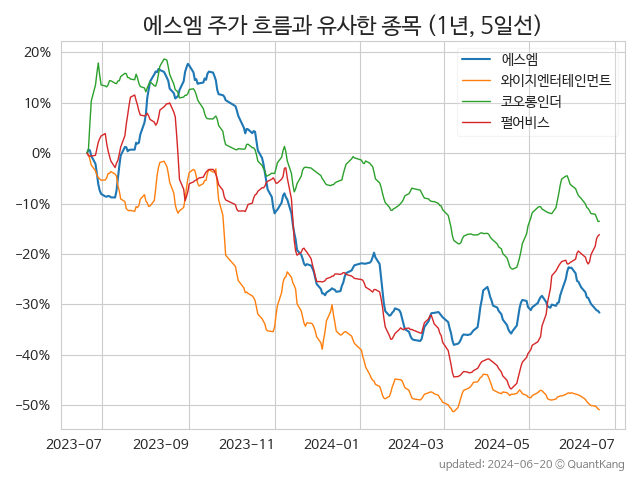 에스엠 주가 흐름과 유사한 종목 (1년, 5일선)
에스엠
와이지엔터테인먼트
코오롱인더
펄어비스
20%
10%
0%
−10%
−20%
−30%
−40%
−50%
2023-07 2023-09 2023-11 2024-01 2024-03 2024-05 2024-07
updated: 2024-06-20 © QuantKang